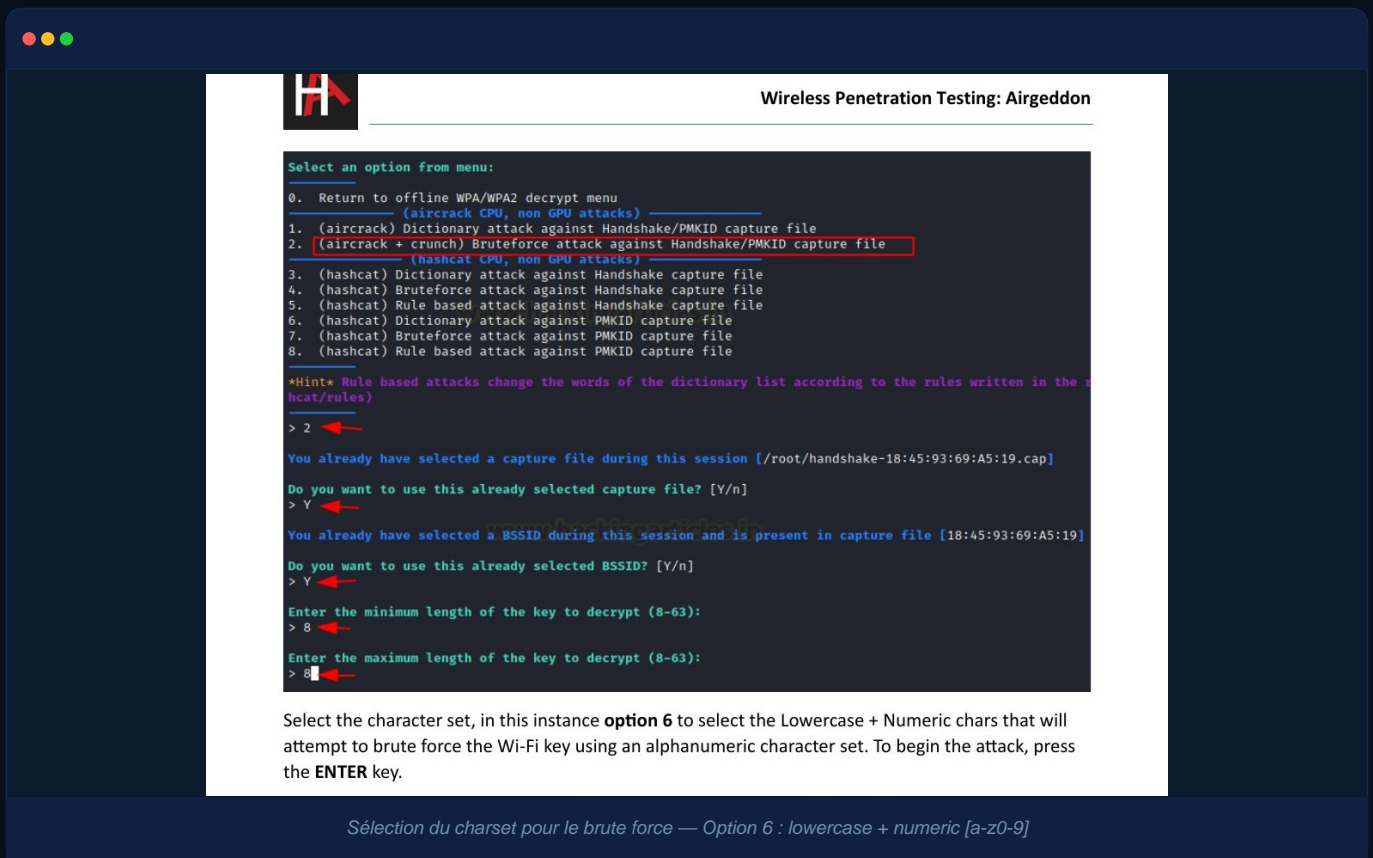 HA
Wireless Penetration Testing: Airgeddon
Select an option from menu:
0. Return to offline WPA/WPA2 decrypt menu
(aircrack CPU, non GPU attacks)
1. (aircrack) Dictionary attack against Handshake/PMKID capture file
2. (aircrack + crunch) Bruteforce attack against Handshake/PMKID capture file
(hashcat CPU, non GPU attacks)
3. (hashcat) Dictionary attack against Handshake capture file
4. (hashcat) Bruteforce attack against Handshake capture file
5. (hashcat) Rule based attack against Handshake capture file
6. (hashcat) Dictionary attack against PMKID capture file
7. (hashcat) Bruteforce attack against PMKID capture file
8. (hashcat) Rule based attack against PMKID capture file
*Hint* Rule based attacks change the words of the dictionary list according to the rules written in the r
hcat/rules)
> 2
You already have selected a capture file during this session [/root/handshake-18:45:93:69:A5:19.cap]
Do you want to use this already selected capture file? [Y/n]
> Y
www.hackingarticles.in
You already have selected a BSSID during this session and is present in capture file [18:45:93:69:A5:19]
Do you want to use this already selected BSSID? [Y/n]
> Y
Enter the minimum length of the key to decrypt (8-63):
> 8
Enter the maximum length of the key to decrypt (8-63):
> 8
Select the character set, in this instance option 6 to select the Lowercase + Numeric chars that will
attempt to brute force the Wi-Fi key using an alphanumeric character set. To begin the attack, press
the ENTER key.
Sélection du charset pour le brute force — Option 6 : lowercase + numeric [a-z0-9]